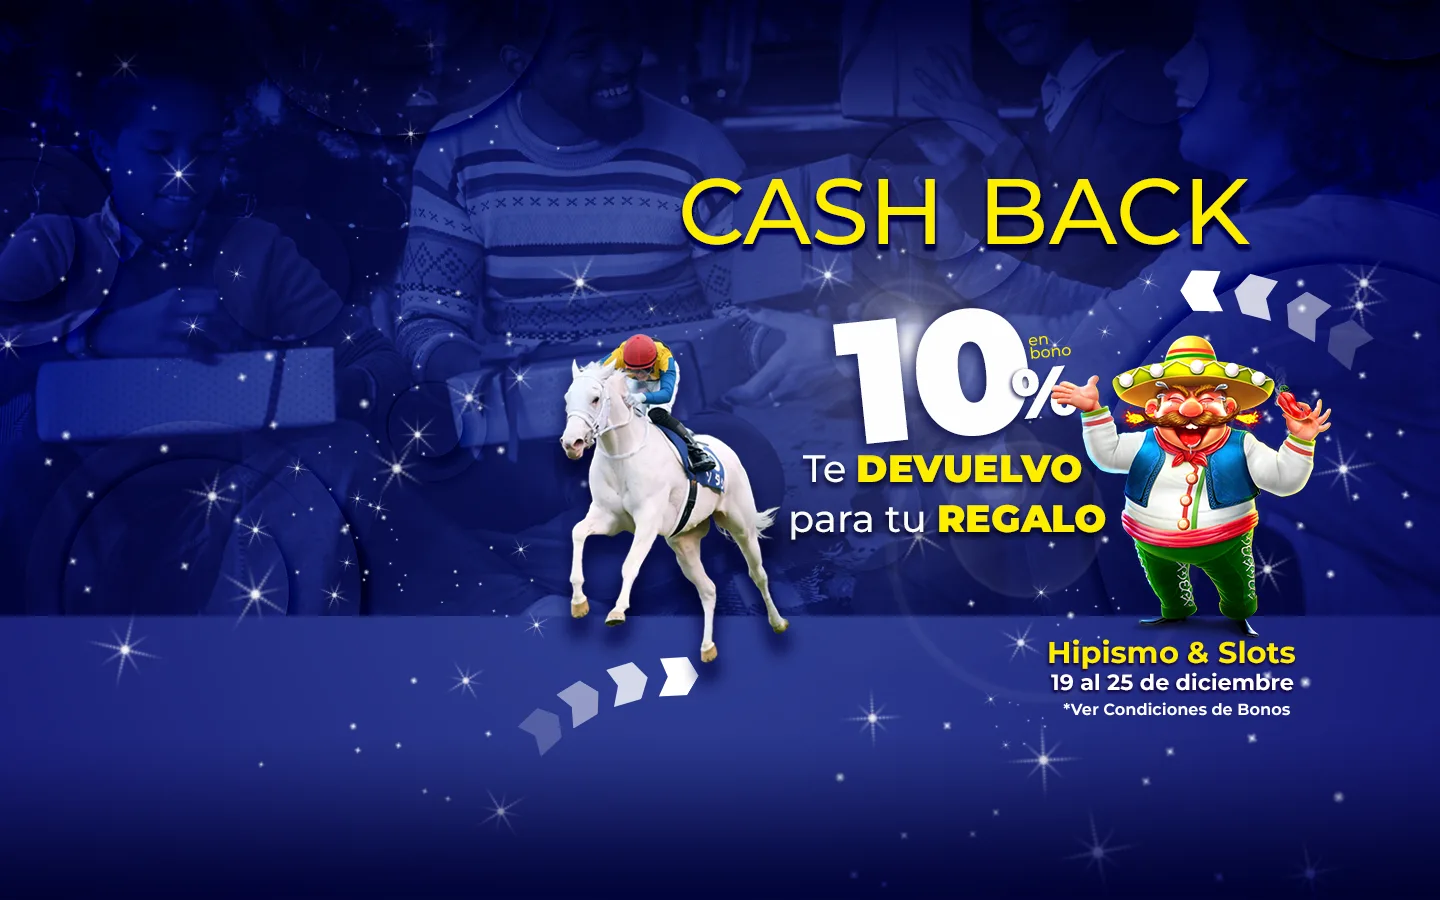 CASH BACK
10%
en
bono
Te DEVUELVO
para tu REGALO
Hipismo & Slots
19 al 25 de diciembre
*Ver Condiciones de Bonos